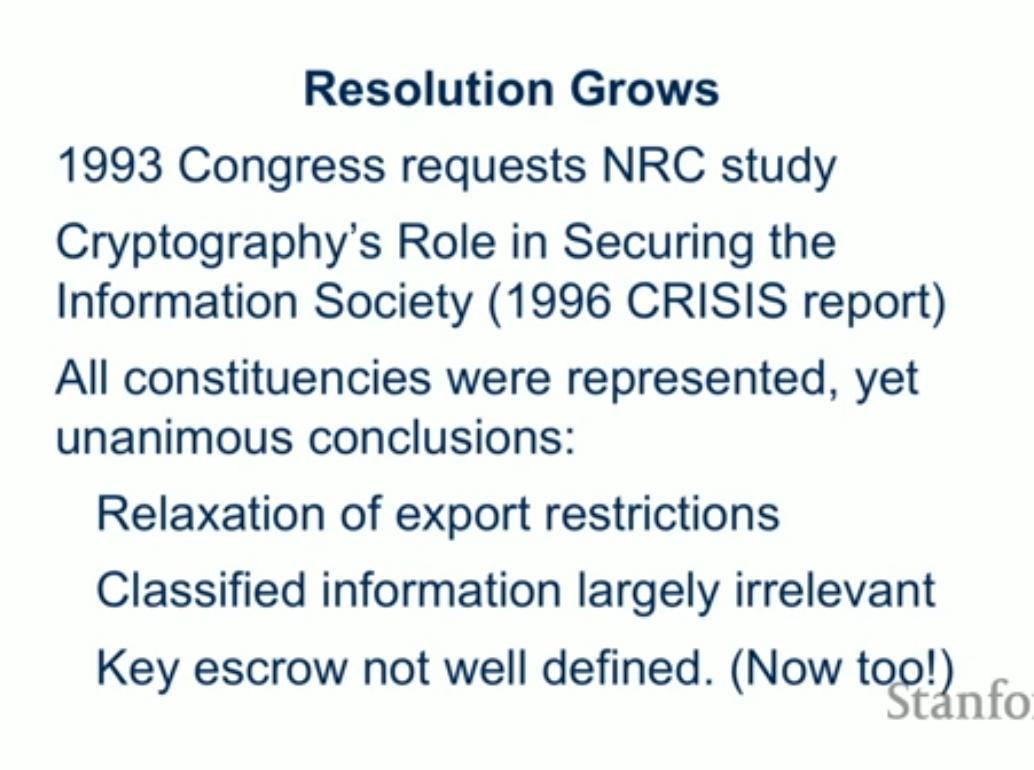 Resolution Grows
1993 Congress requests NRC study
Cryptography’s Role in Securing the
Information Society (1996 CRISIS report)
All constituencies were represented, yet
unanimous conclusions:
Relaxation of export restrictions
Classified information largely irrelevant
Key escrow not well defined. (Now too!)
Stanfo